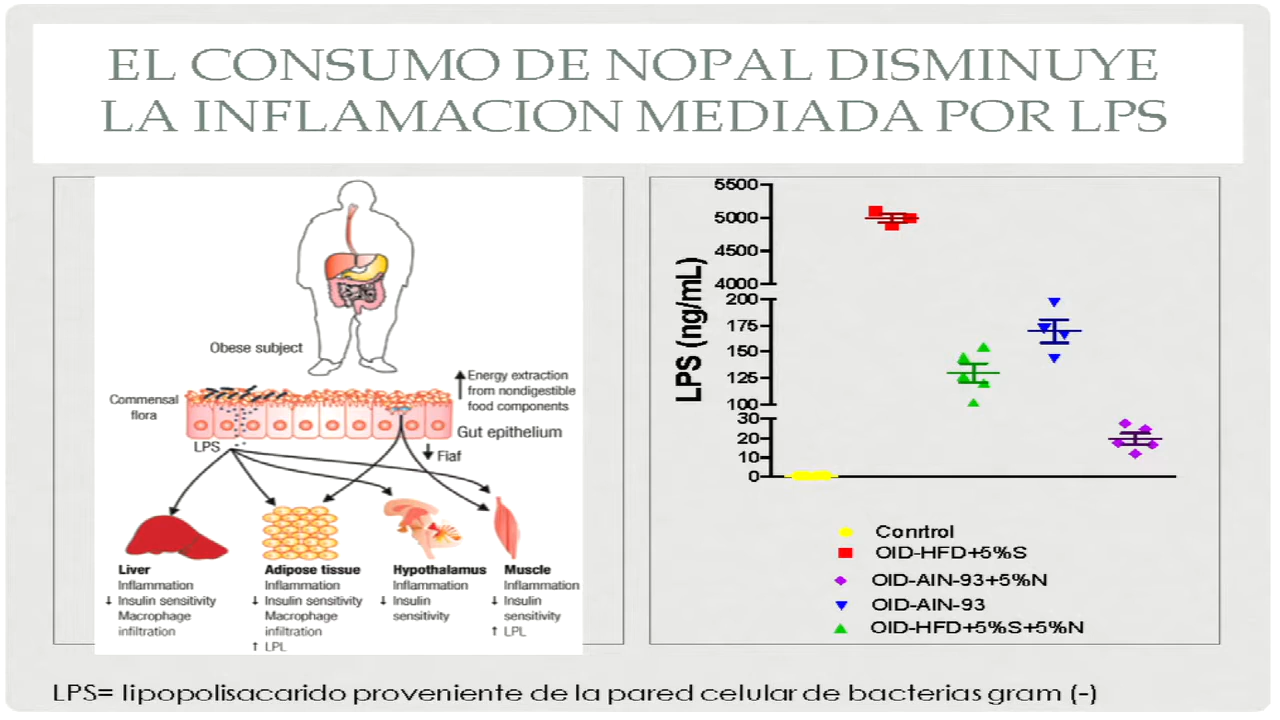 EL CONSUMO DE NOPAL DISMINUYE
LA INFLAMACION MEDIADA POR LPS
Obese subject
Commensal
flora
Energy extraction
from nondigestible
food components
Gut epithelium
LPS
Fiaf
Liver
Inflammation
↓ Insulin sensitivity
Macrophage
infiltration
Adipose tissue
Inflammation
↓ Insulin sensitivity
Macrophage
infiltration
↑ LPL
Hypothalamus
Inflammation
↓ Insulin
sensitivity
Muscle
Inflammation
↓ Insulin
sensitivity
↑ LPL
LPS (ng/mL)
5500
5000
4500
4000
200
175
150
125
100
30
20
10
0
Conrtrol
OID-HFD+5%S
OID-AIN-93+5%N
OID-AIN-93
OID-HFD+5%S+5%N
LPS= lipopolisacarido proveniente de la pared celular de bacterias gram (-)